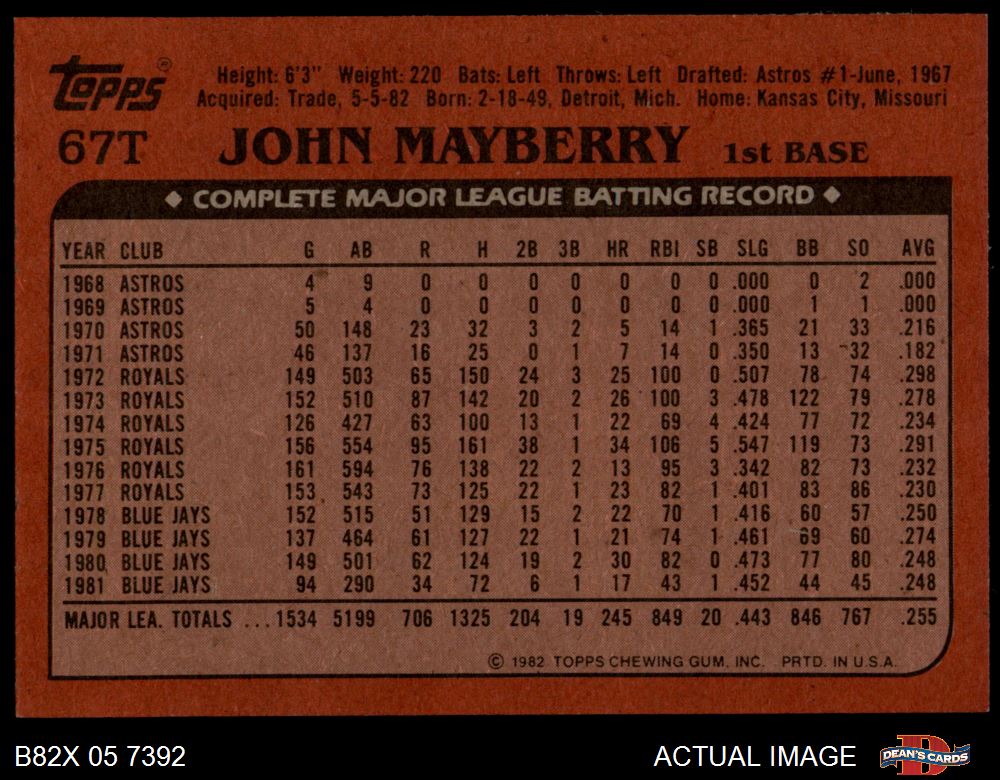 Topps ®
Height: 6'3" Weight: 220 Bats: Left Throws: Left Drafted: Astros #1-June, 1967
Acquired: Trade, 5-5-82 Born: 2-18-49, Detroit, Mich. Home: Kansas City, Missouri
67T JOHN MAYBERRY 1st BASE
◆ COMPLETE MAJOR LEAGUE BATTING RECORD ◆
YEAR CLUB G AB R H 2B 3B HR RBI SB SLG BB SO AVG
1968 ASTROS 4 9 0 0 0 0 0 0 0 .000 0 2 .000
1969 ASTROS 5 4 0 0 0 0 0 0 0 .000 1 1 .000
1970 ASTROS 50 148 23 32 3 2 5 14 1 .365 21 33 .216
1971 ASTROS 46 137 16 25 0 1 7 14 0 .350 13 32 .182
1972 ROYALS 149 503 65 150 24 3 25 100 0 .507 78 74 .298
1973 ROYALS 152 510 87 142 20 2 26 100 3 .478 122 79 .278
1974 ROYALS 126 427 63 100 13 1 22 69 4 .424 77 72 .234
1975 ROYALS 156 554 95 161 38 1 34 106 5 .547 119 73 .291
1976 ROYALS 161 594 76 138 22 2 13 95 3 .342 82 73 .232
1977 ROYALS 153 543 73 125 22 1 23 82 1 .401 83 86 .230
1978 BLUE JAYS 152 515 51 129 15 2 22 70 1 .416 60 57 .250
1979 BLUE JAYS 137 464 61 127 22 1 21 74 1 .461 69 60 .274
1980 BLUE JAYS 149 501 62 124 19 2 30 82 0 .473 77 80 .248
1981 BLUE JAYS 94 290 34 72 6 1 17 43 1 .452 44 45 .248
MAJOR LEA. TOTALS ... 1534 5199 706 1325 204 19 245 849 20 .443 846 767 .255
© 1982 TOPPS CHEWING GUM, INC. PRTD. IN U.S.A.
B82X 05 7392 ACTUAL IMAGE DEAN'S CARDS